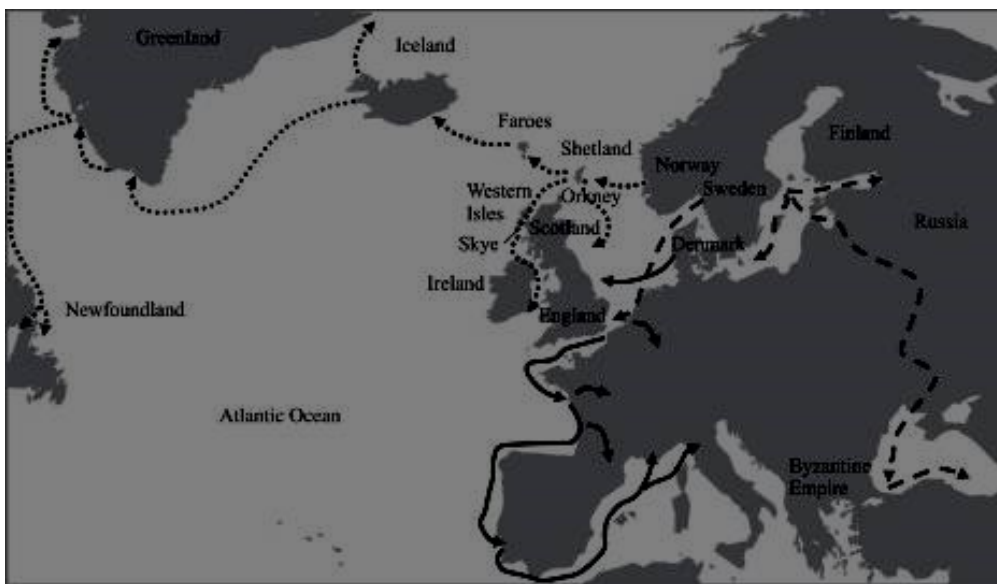 Greenland
Iceland
Faroes
Shetland
Finland
Norway
Sweden
Western
Isles
Orkney
Scotland
Skye
Denmark
Russia
Ireland
Newfoundland
England
Atlantic Ocean
Byzantine
Empire